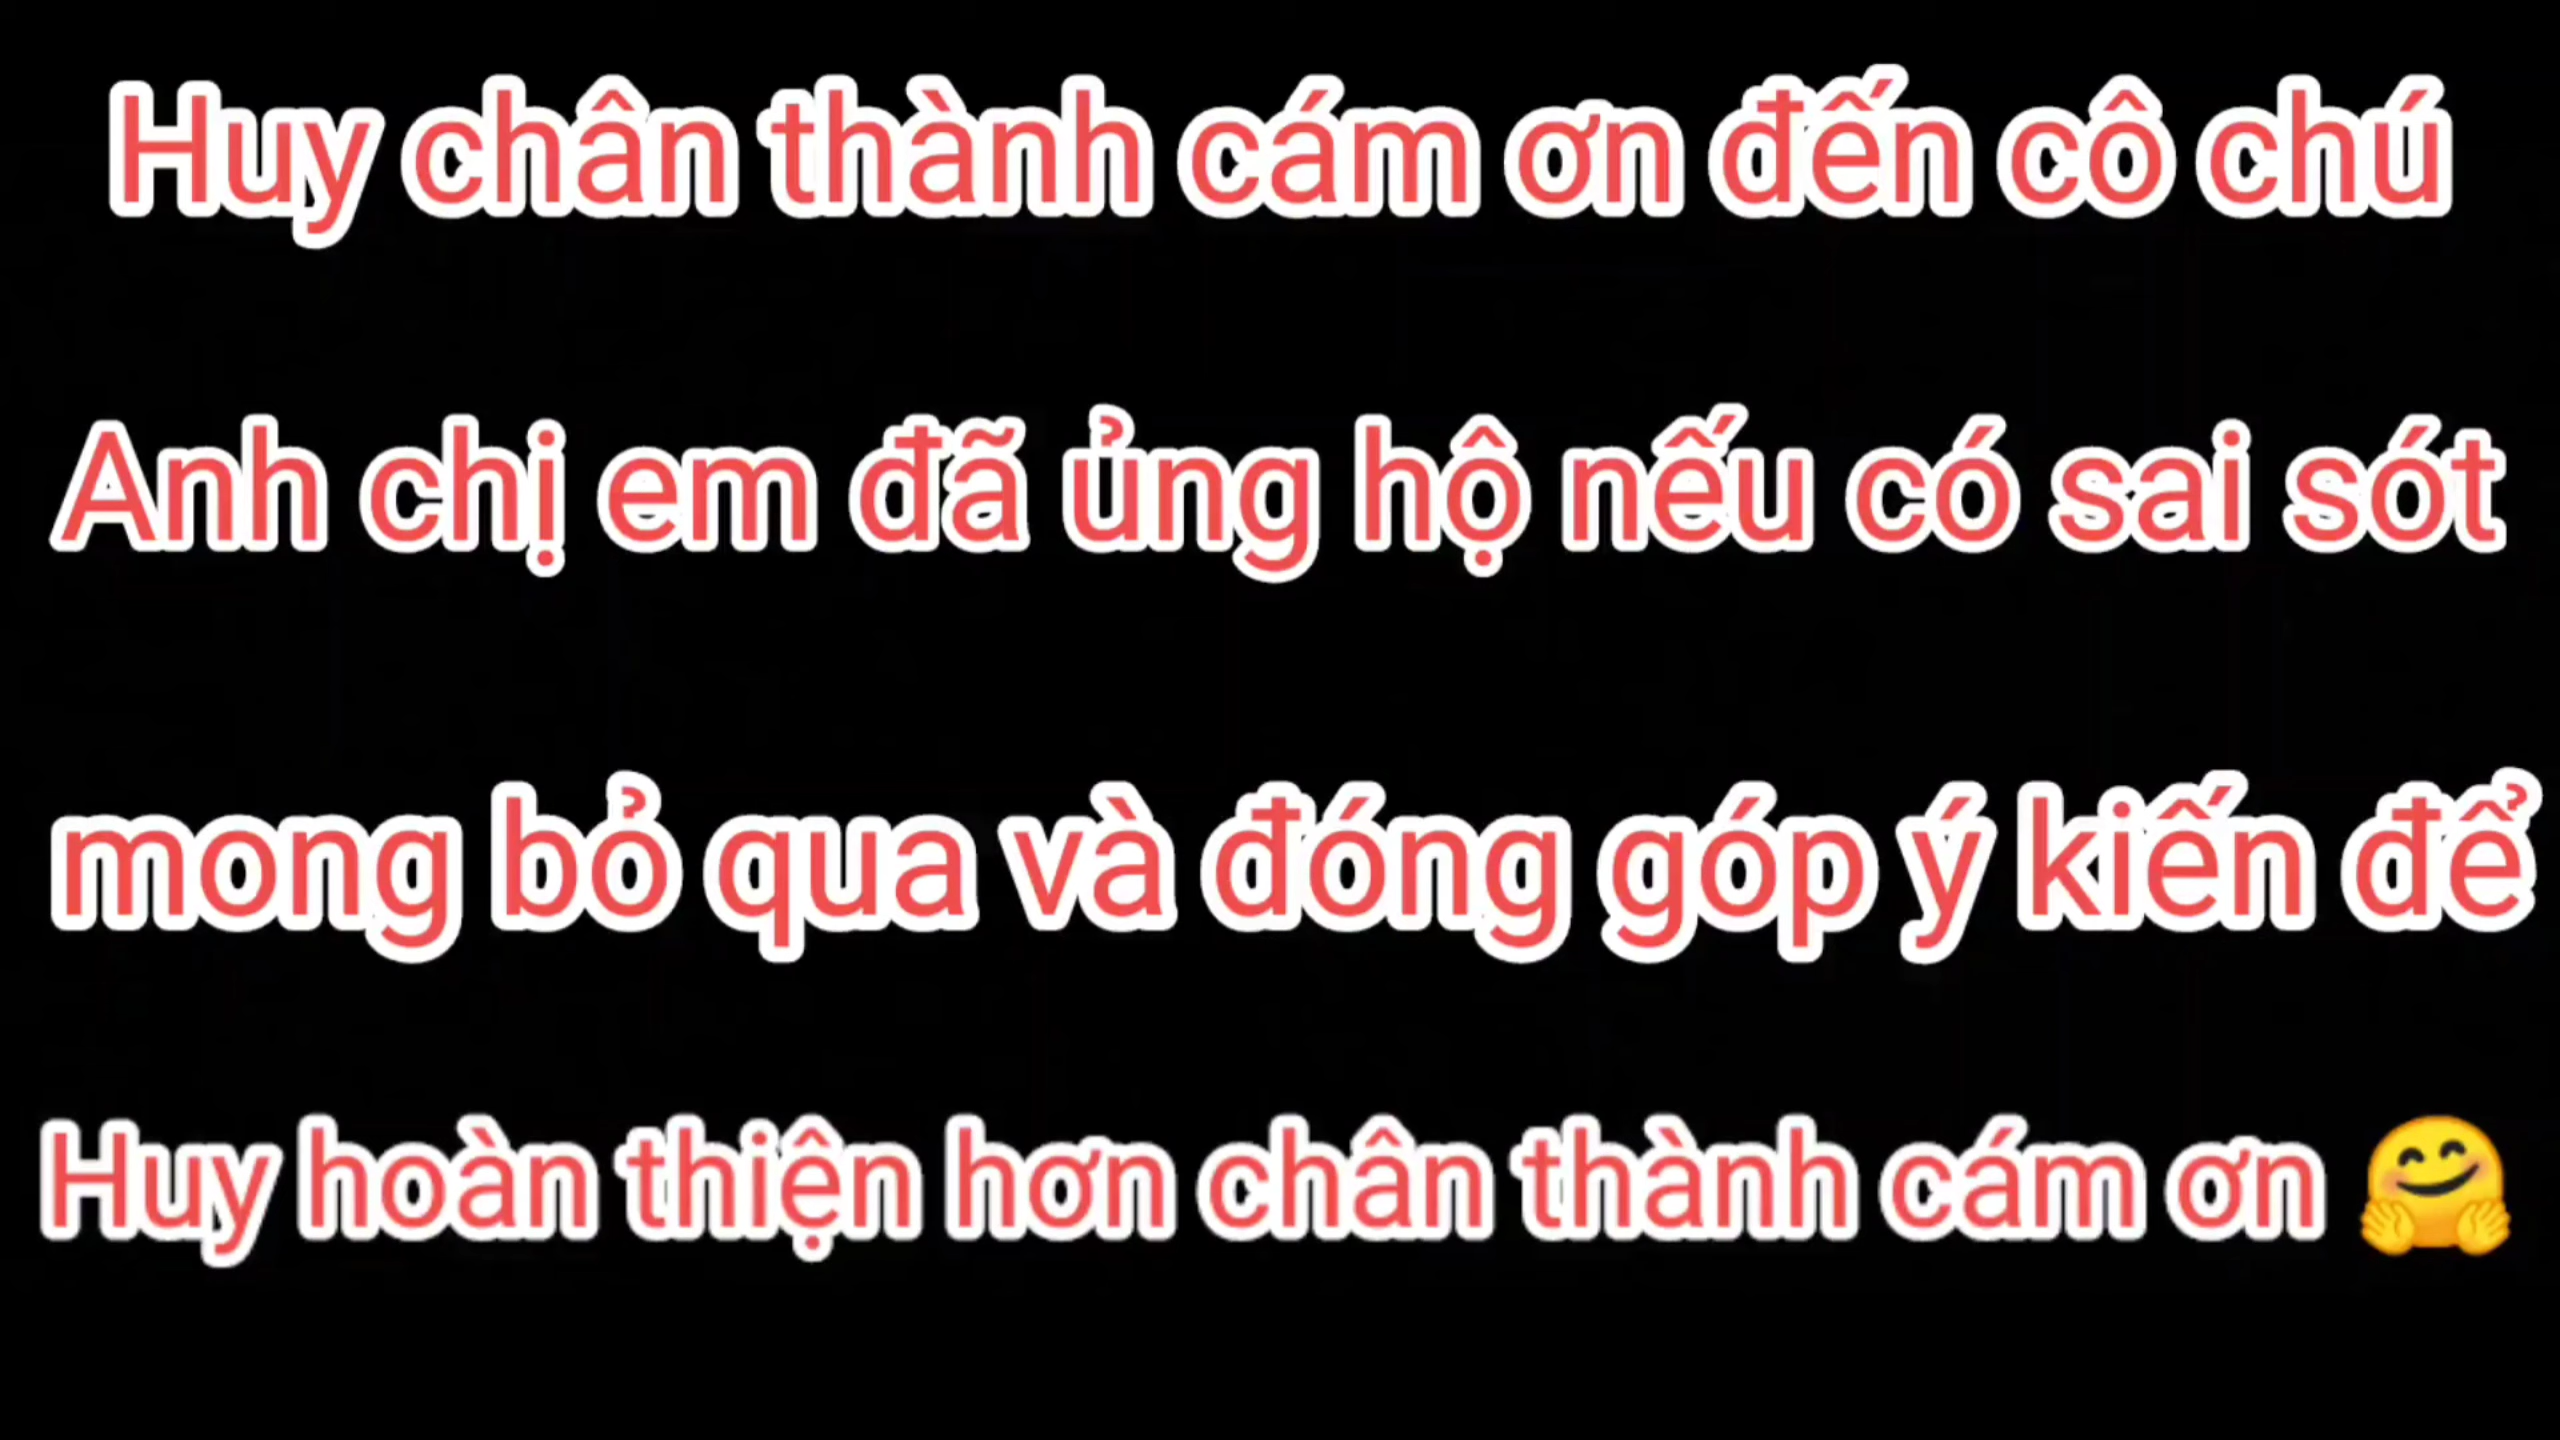 Huy chân thành cám ơn đến cô chú
Anh chị em đã ủng hộ nếu có sai sót
mong bỏ qua và đóng góp ý kiến để
Huy hoàn thiện hơn chân thành cám ơn 🤗